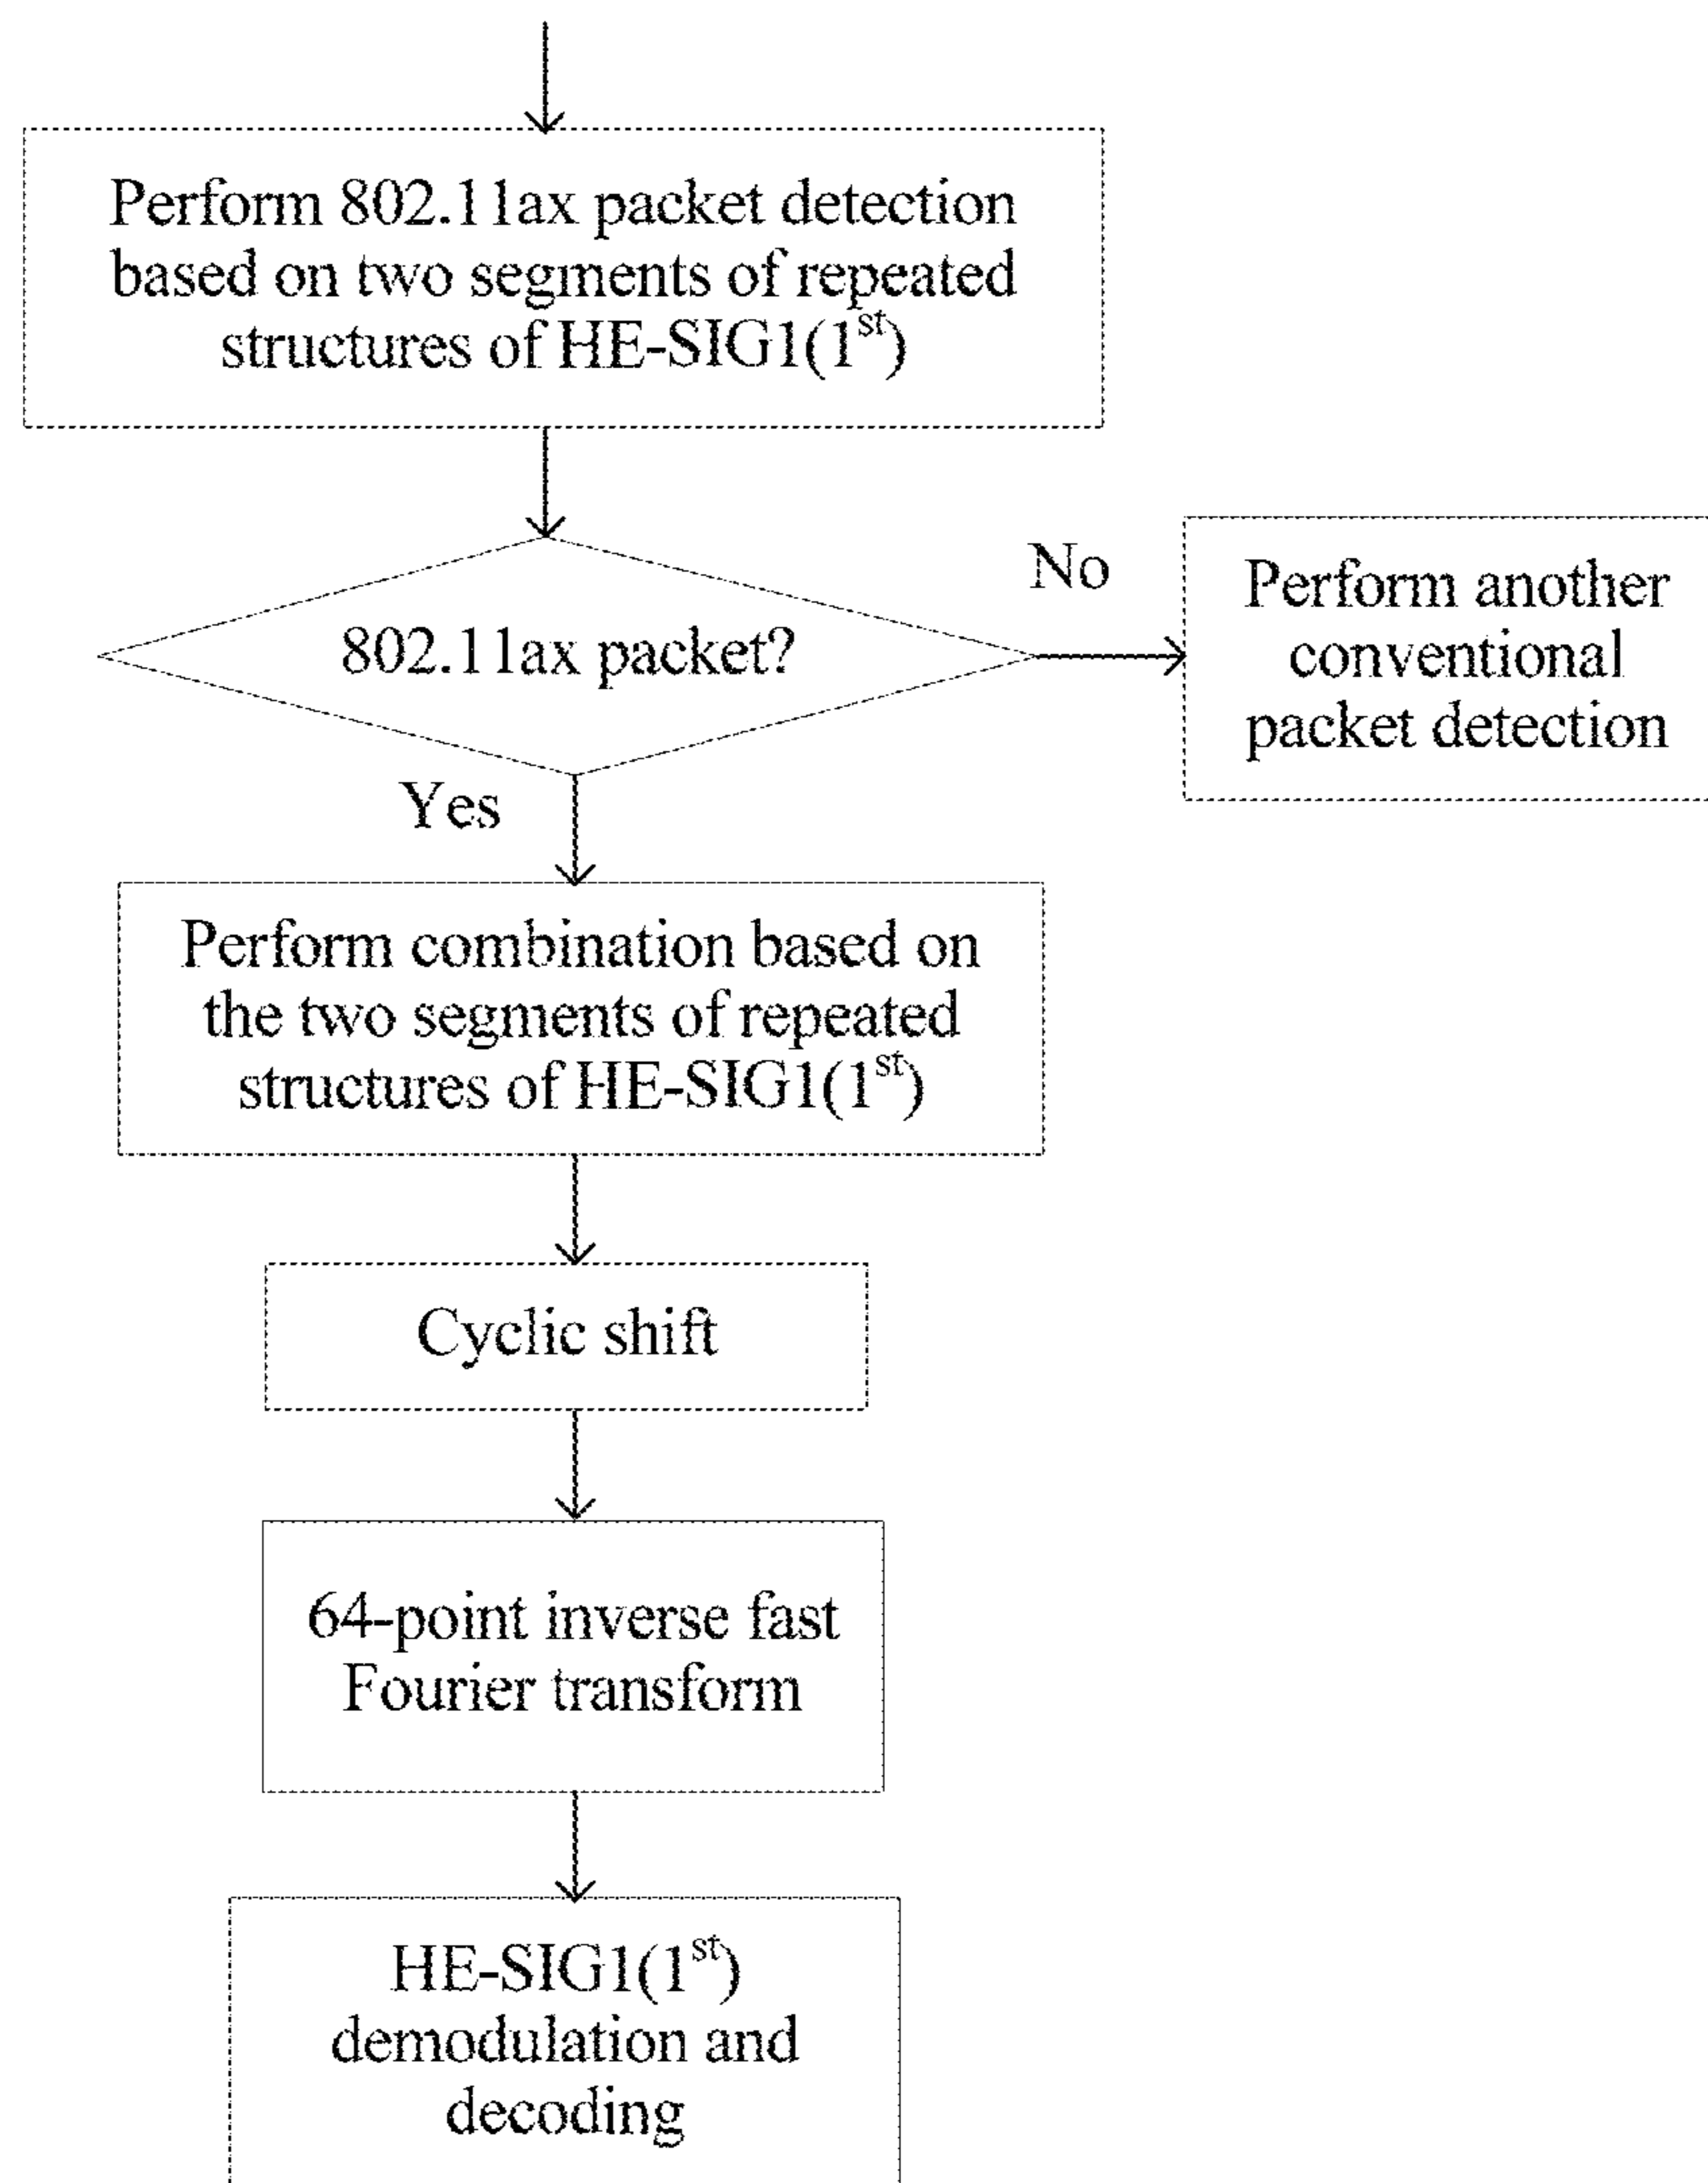 Perform 802.11ax packet detection
based on two segments of repeated
structures of HE-SIG1(1st)
802.11ax packet?
No
Perform another
conventional
packet detection
Yes
Perform combination based on
the two segments of repeated
structures of HE-SIG1(1st)
Cyclic shift
64-point inverse fast
Fourier transform
HE-SIG1(1st)
demodulation and
decoding